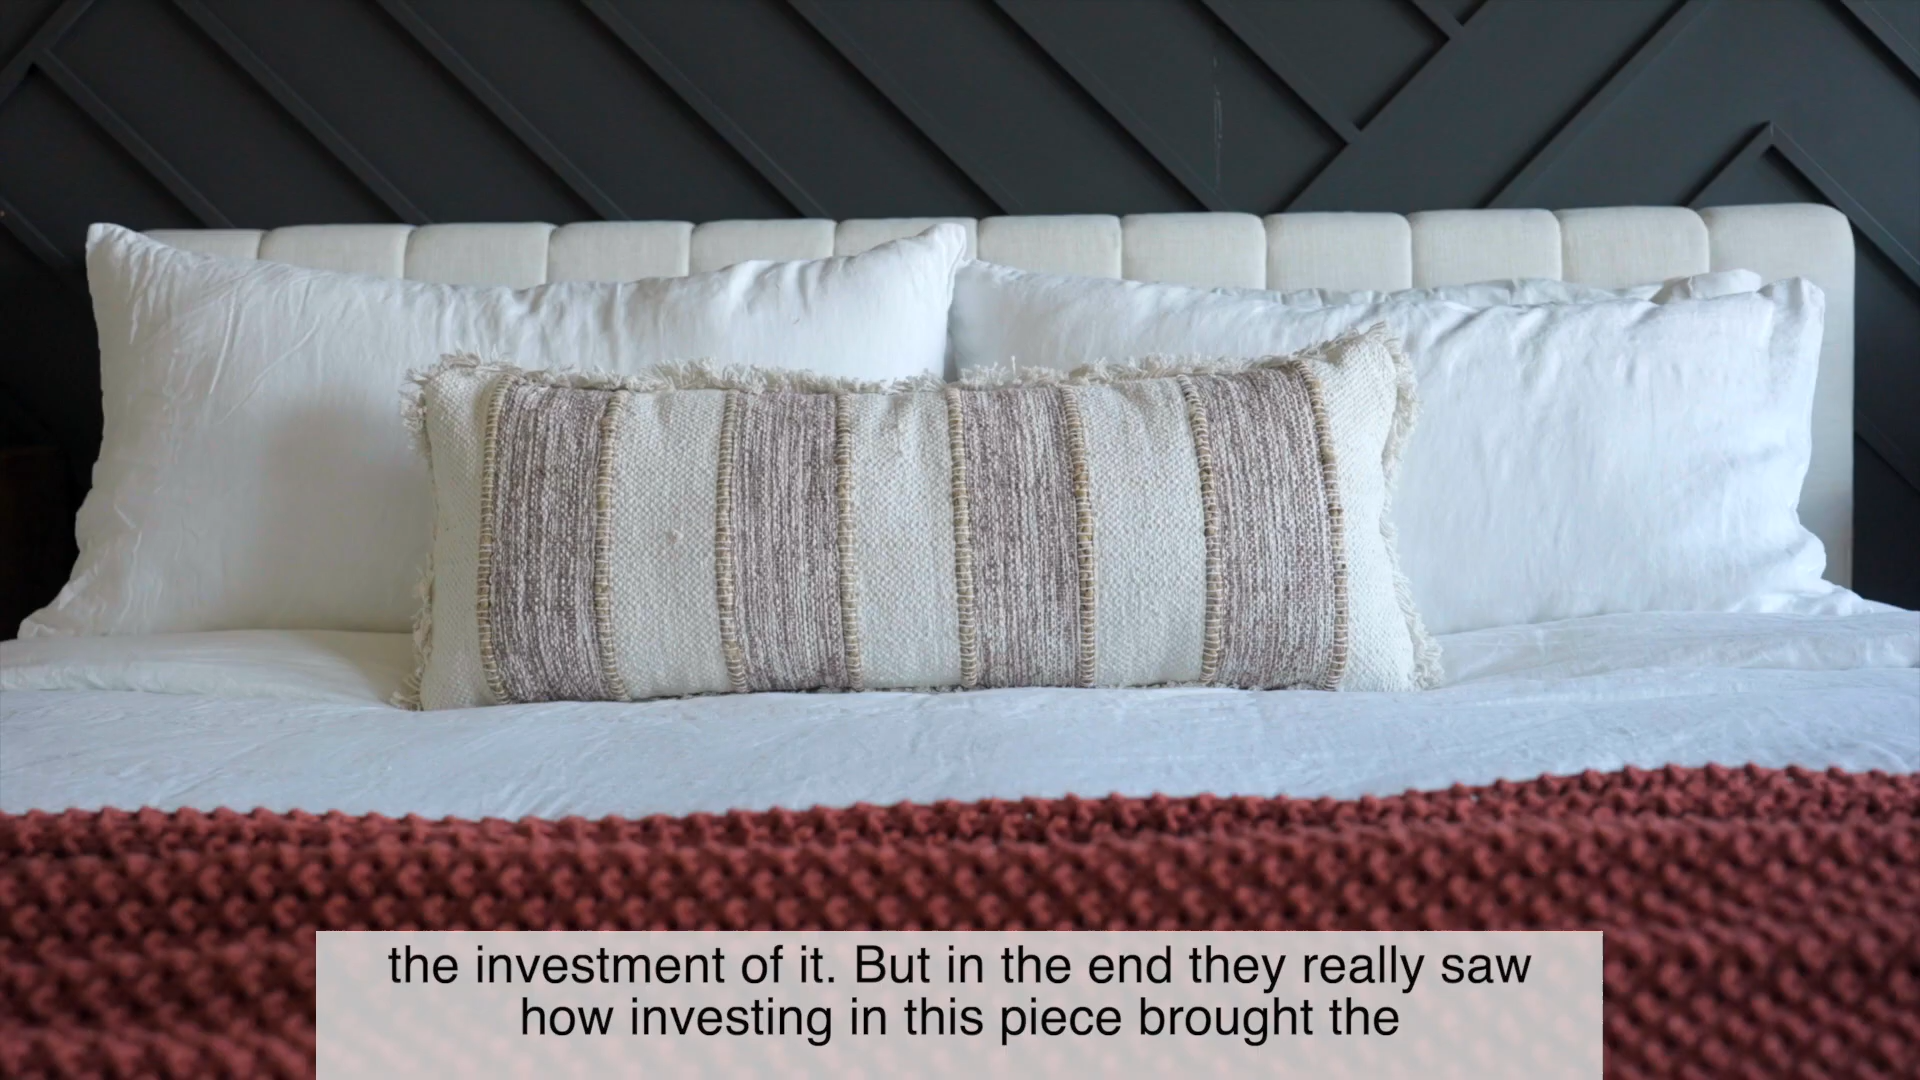 the investment of it. But in the end they really saw
how investing in this piece brought the